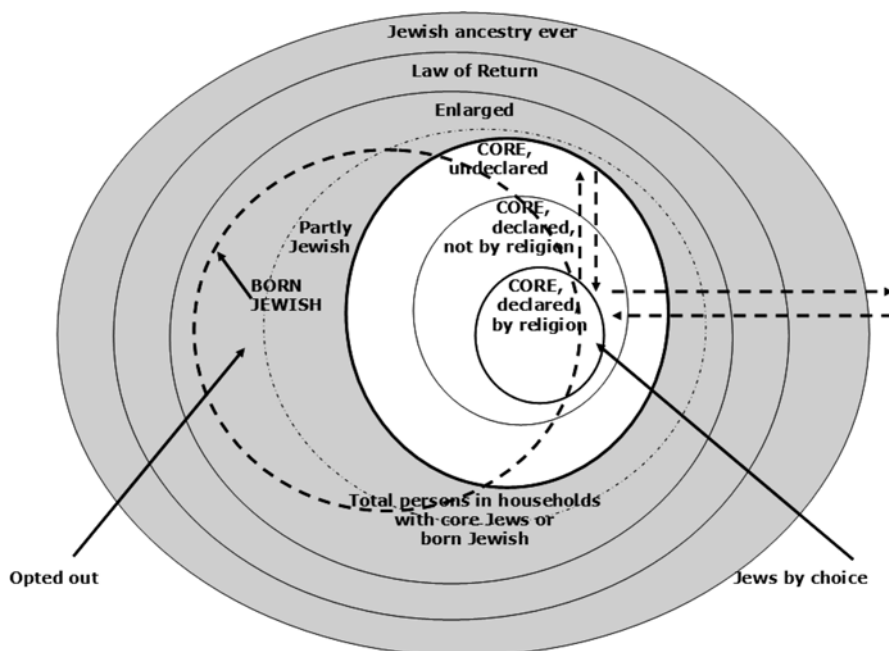 Jewish ancestry ever
Law of Return
Enlarged
CORE,
undeclared
CORE,
declared,
not by religion
Partly
Jewish
BORN
JEWISH
CORE,
declared,
by religion
Total persons in households
with core Jews or
born Jewish
Opted out
Jews by choice